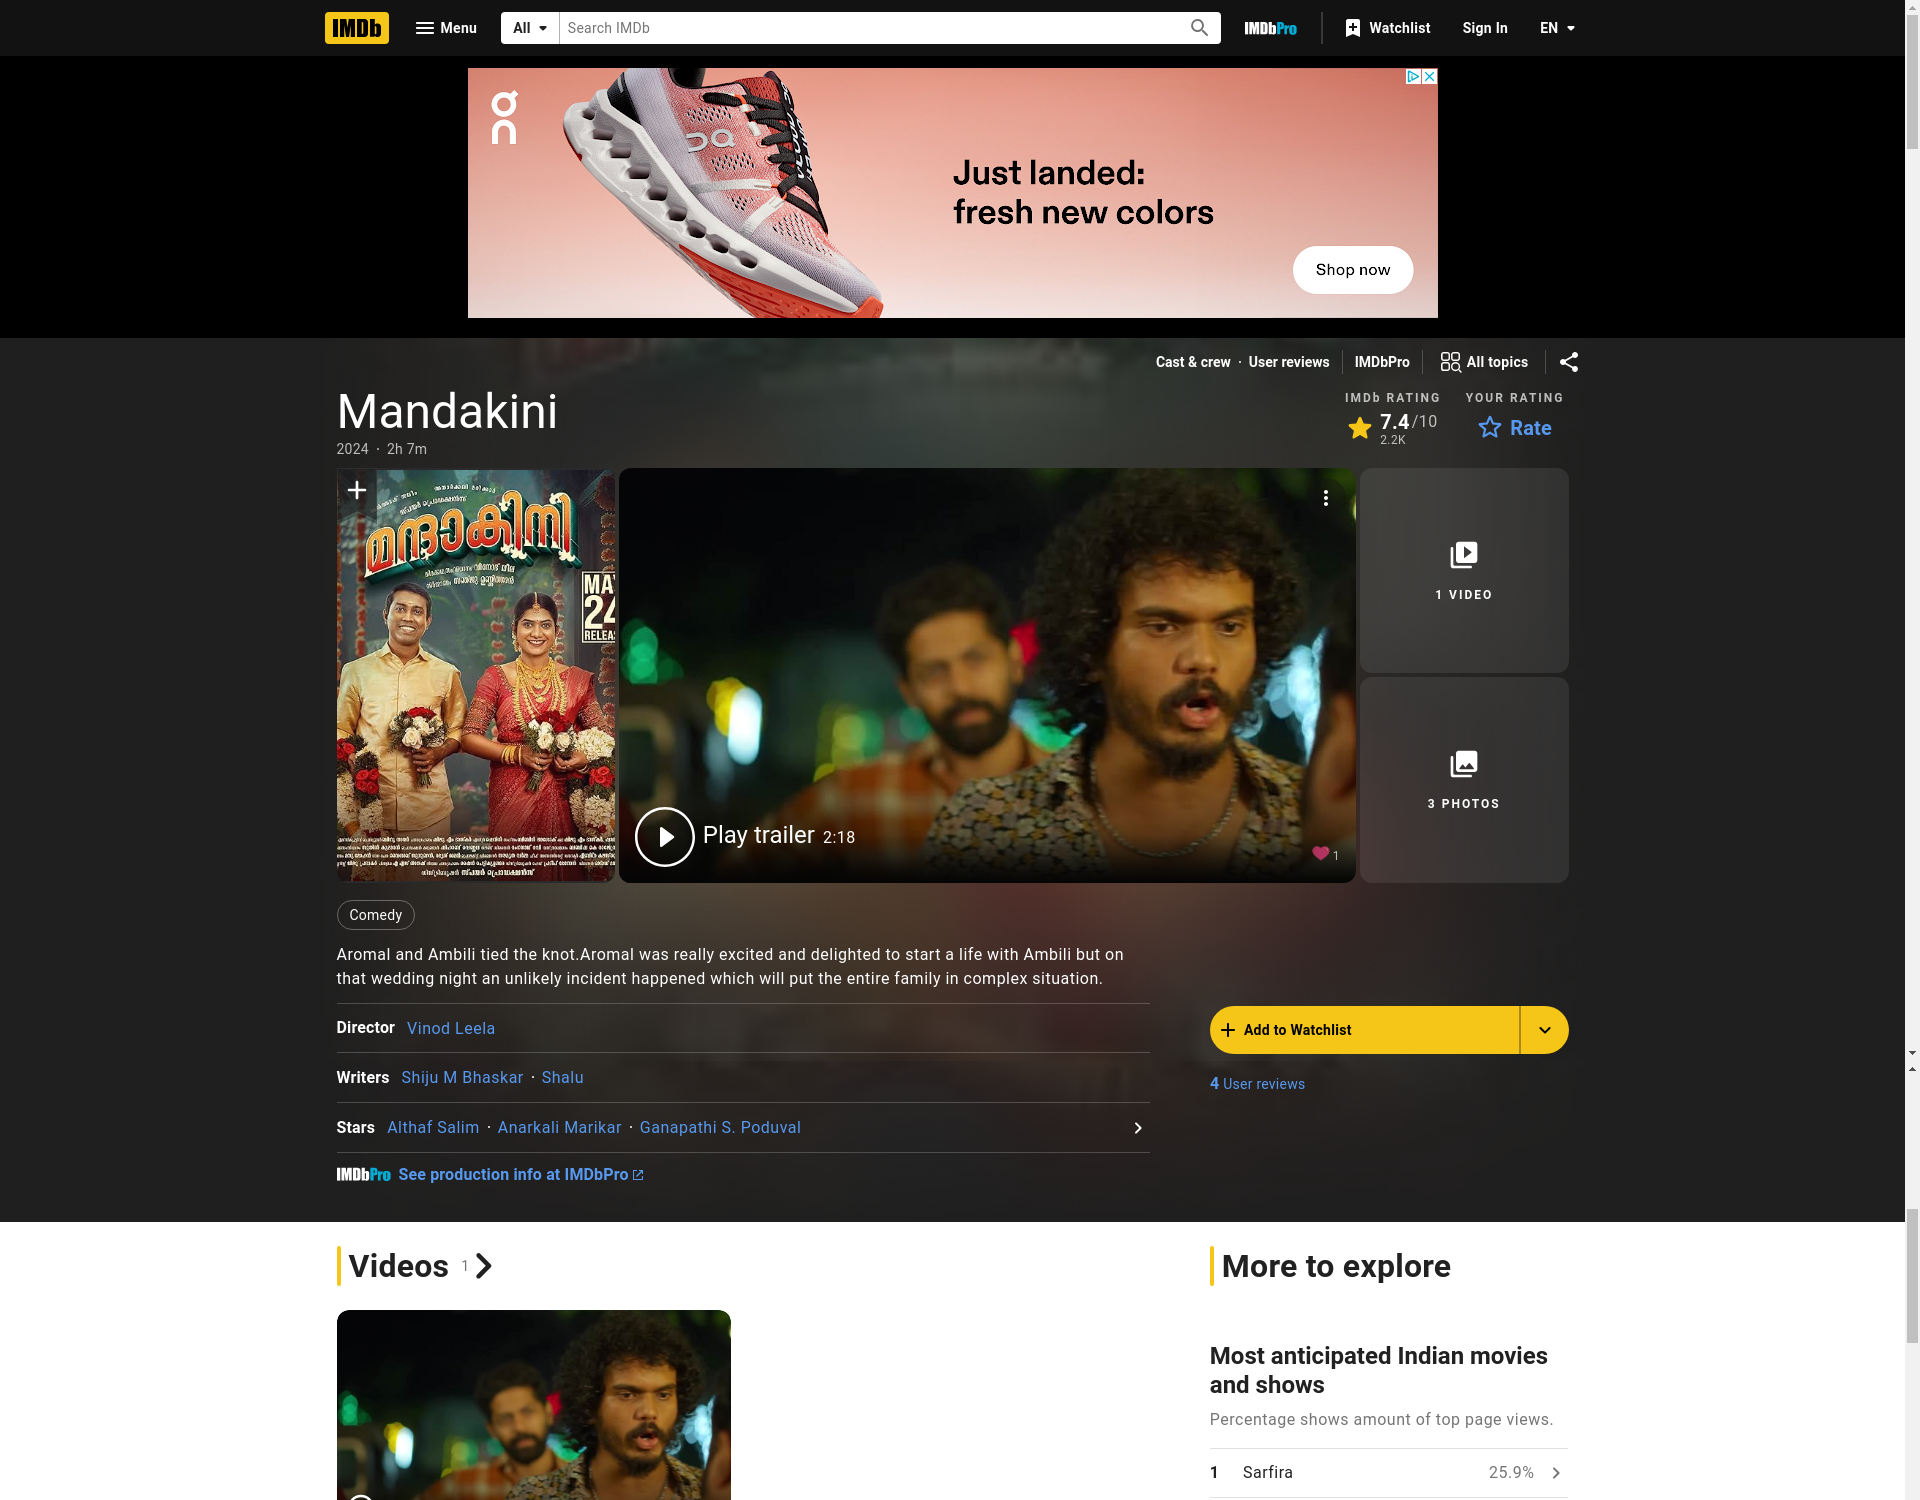 IMDb
Menu
All
Search IMDb
IMDbPro
Watchlist
Sign In
EN
Just landed:
fresh new colors
Shop now
Cast & crew · User reviews
IMDbPro
All topics
Mandakini
2024 · 2h 7m
IMDb RATING
7.4/10
2.2K
YOUR RATING
Rate
മന്ദാകിനി
MAY
24
Play trailer 2:18
1
1 VIDEO
3 PHOTOS
Comedy
Aromal and Ambili tied the knot.Aromal was really excited and delighted to start a life with Ambili but on
that wedding night an unlikely incident happened which will put the entire family in complex situation.
Director Vinod Leela
Writers Shiju M Bhaskar · Shalu
Stars Althaf Salim · Anarkali Marikar · Ganapathi S. Poduval
IMDbPro See production info at IMDbPro
Add to Watchlist
4 User reviews
Videos 1
More to explore
Most anticipated Indian movies
and shows
Percentage shows amount of top page views.
1 Sarfira 25.9%